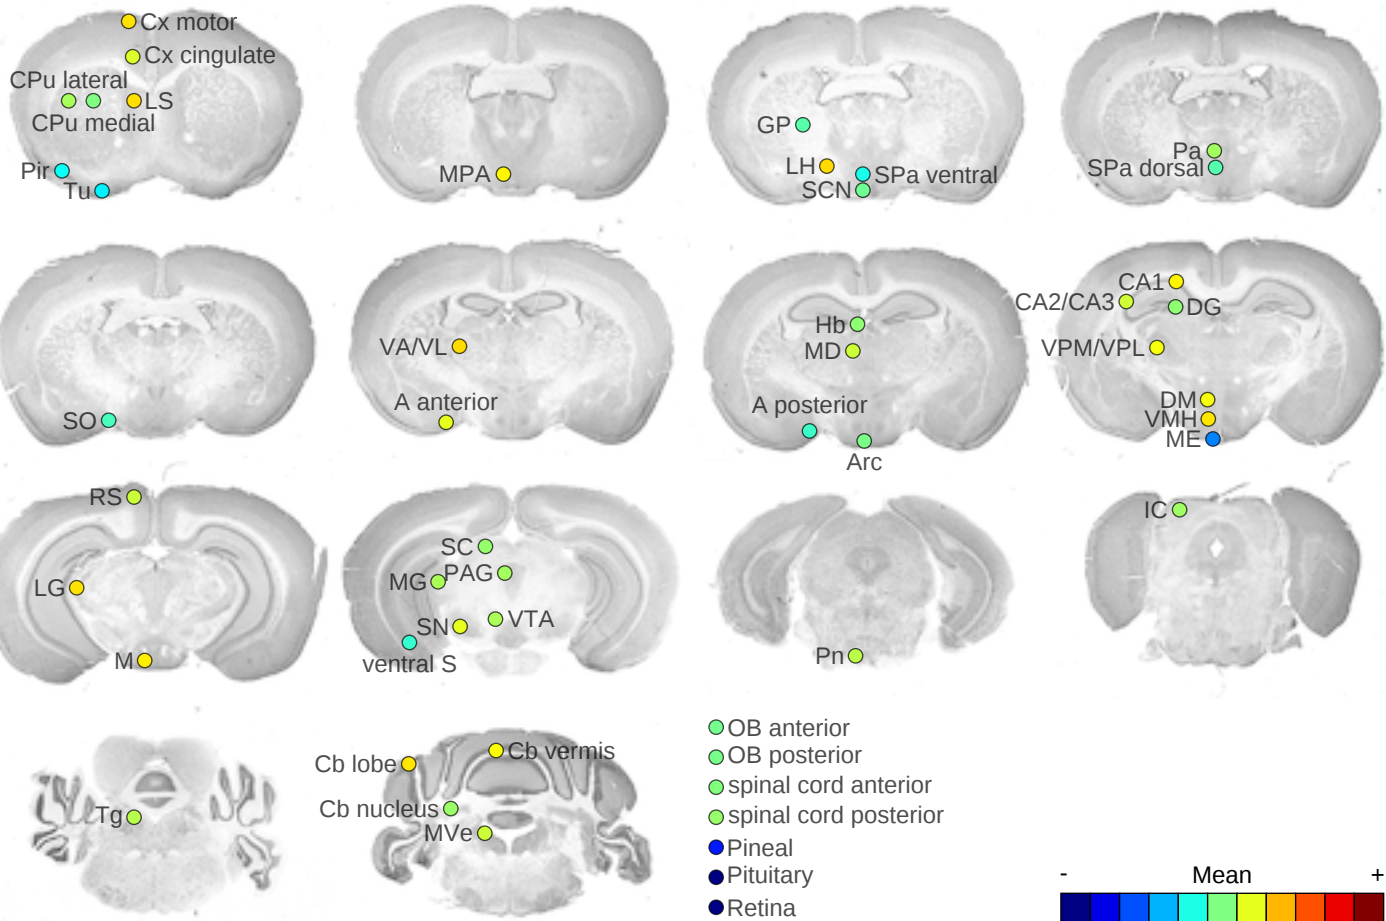 Cx motor
Cx cingulate
CPu lateral
LS
CPu medial
Pir
Tu
MPA
GP
LH
SPa ventral
SCN
Pa
SPa dorsal
SO
VA/VL
A anterior
Hb
MD
A posterior
Arc
CA1
CA2/CA3
DG
VPM/VPL
DM
VMH
ME
RS
LG
M
SC
MG
PAG
SN
VTA
ventral S
Pn
IC
Tg
Cb lobe
Cb vermis
Cb nucleus
MVe
OB anterior
OB posterior
spinal cord anterior
spinal cord posterior
Pineal
Pituitary
Retina
- Mean +